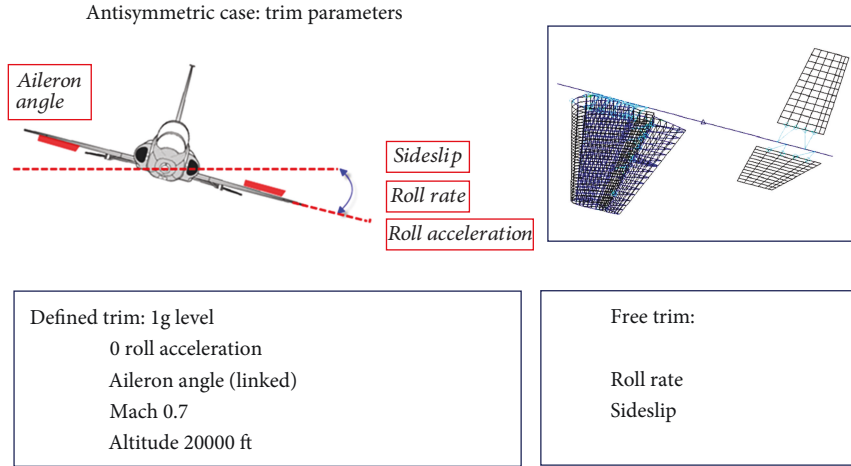 Antisymmetric case: trim parameters
Aileron
angle
Sideslip
Roll rate
Roll acceleration
Defined trim: 1g level
0 roll acceleration
Aileron angle (linked)
Mach 0.7
Altitude 20000 ft
Free trim:
Roll rate
Sideslip